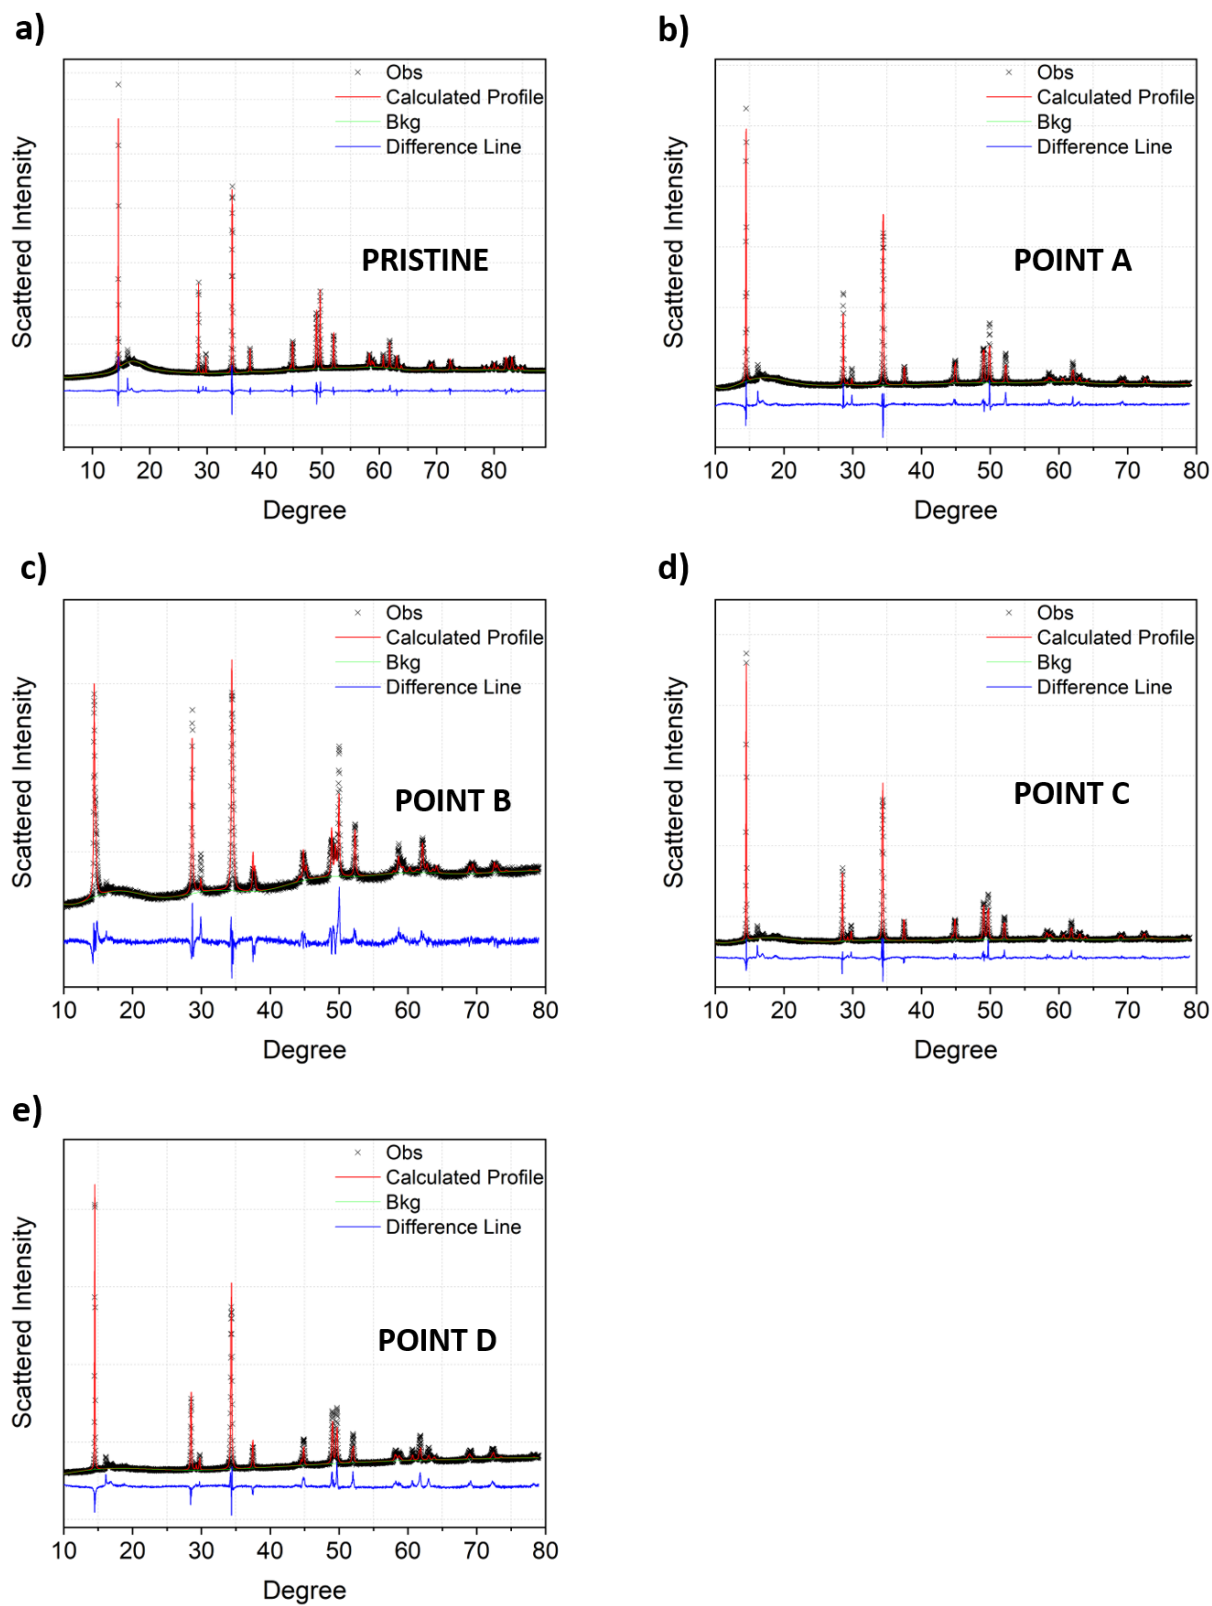 a)
Scattered Intensity
Obs
Calculated Profile
Bkg
Difference Line
PRISTINE
10 20 30 40 50 60 70 80
Degree
b)
Scattered Intensity
Obs
Calculated Profile
Bkg
Difference Line
POINT A
10 20 30 40 50 60 70 80
Degree
c)
Scattered Intensity
Obs
Calculated Profile
Bkg
Difference Line
POINT B
10 20 30 40 50 60 70 80
Degree
d)
Scattered Intensity
Obs
Calculated Profile
Bkg
Difference Line
POINT C
10 20 30 40 50 60 70 80
Degree
e)
Scattered Intensity
Obs
Calculated Profile
Bkg
Difference Line
POINT D
10 20 30 40 50 60 70 80
Degree